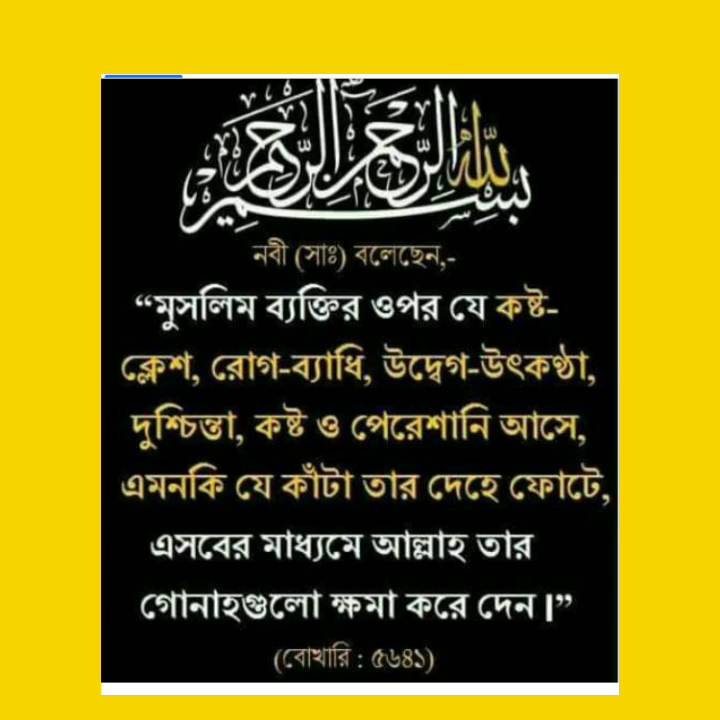 بسم الله الرحمن الرحيم
নবী (সাঃ) বলেছেন,-
“মুসলিম ব্যক্তির ওপর যে কষ্ট-
ক্লেশ, রোগ-ব্যাধি, উদ্বেগ-উৎকণ্ঠা,
দুশ্চিন্তা, কষ্ট ও পেরেশানি আসে,
এমনকি যে কাঁটা তার দেহে ফোটে,
এসবের মাধ্যমে আল্লাহ তার
গোনাহগুলো ক্ষমা করে দেন।”
(বোখারি : ৫৬৪১)